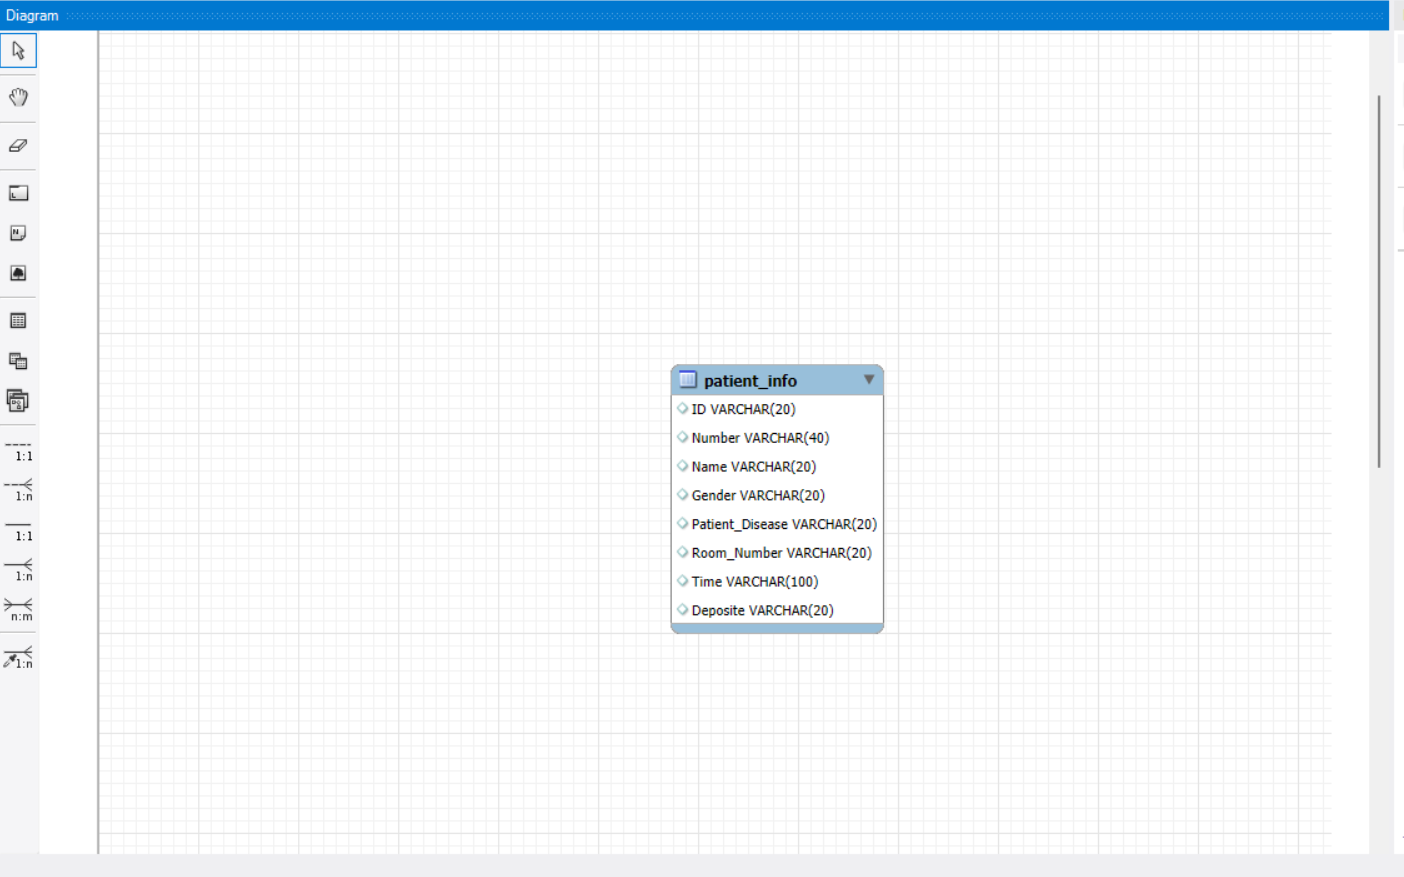 Diagram
patient_info
ID VARCHAR(20)
Number VARCHAR(40)
Name VARCHAR(20)
Gender VARCHAR(20)
Patient_Disease VARCHAR(20)
Room_Number VARCHAR(20)
Time VARCHAR(100)
Deposite VARCHAR(20)
1:1
1:n
1:1
1:n
n:m
1:n